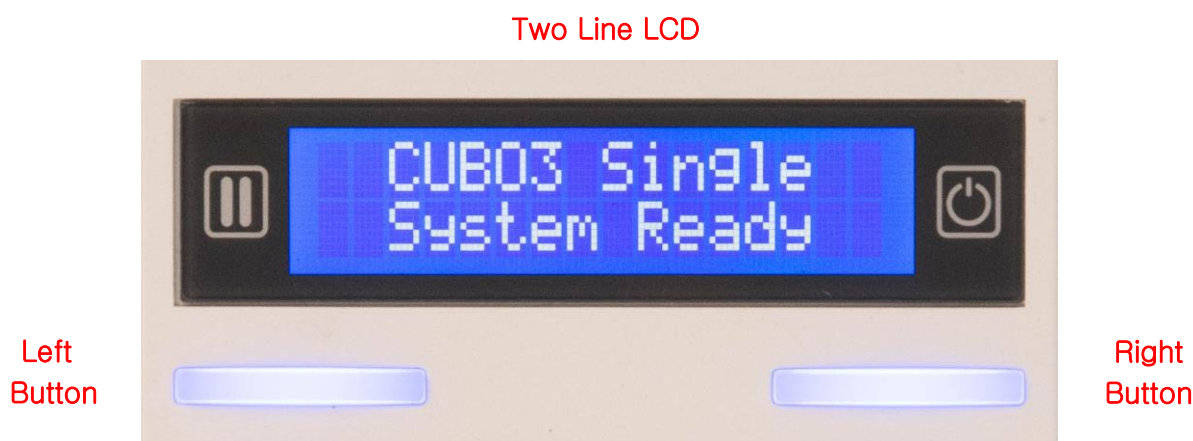 Two Line LCD
CUBO3 Single
System Ready
Left
Button
Right
Button